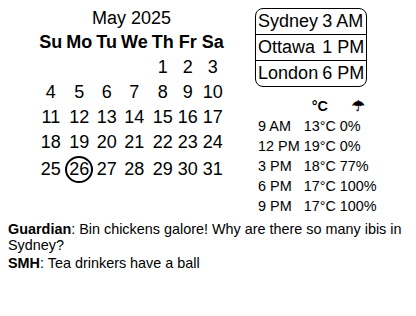 May 2025
Su Mo Tu We Th Fr Sa
1 2 3
4 5 6 7 8 9 10
11 12 13 14 15 16 17
18 19 20 21 22 23 24
25 26 27 28 29 30 31
Sydney 3 AM
Ottawa 1 PM
London 6 PM
°C ☂
9 AM 13°C 0%
12 PM 19°C 0%
3 PM 18°C 77%
6 PM 17°C 100%
9 PM 17°C 100%
Guardian: Bin chickens galore! Why are there so many ibis in
Sydney?
SMH: Tea drinkers have a ball